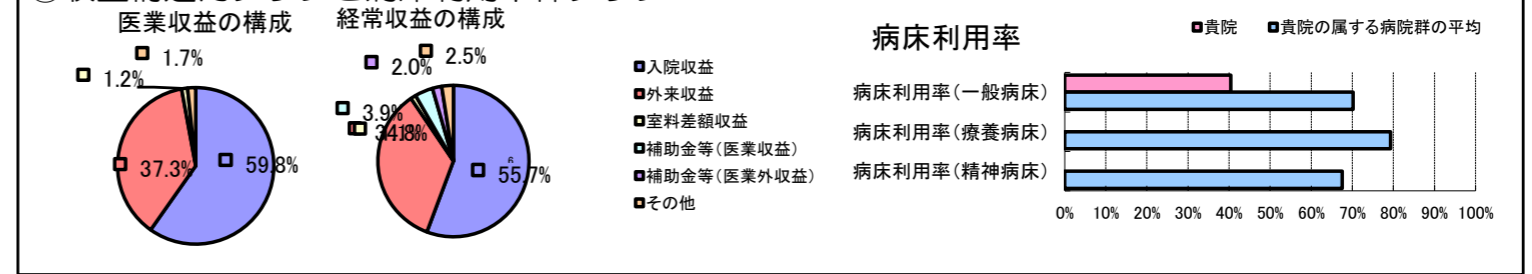 医業収益の構成
1.7%
1.2%
37.3%
59.8%
経常収益の構成
2.5%
2.0%
3.9%
55.7%
入院収益
外来収益
室料差額収益
補助金等(医業収益)
補助金等(医業外収益)
その他
病床利用率
貴院
貴院の属する病院群の平均
病床利用率(一般病床)
病床利用率(療養病床)
病床利用率(精神病床)
0% 10% 20% 30% 40% 50% 60% 70% 80% 90% 100%